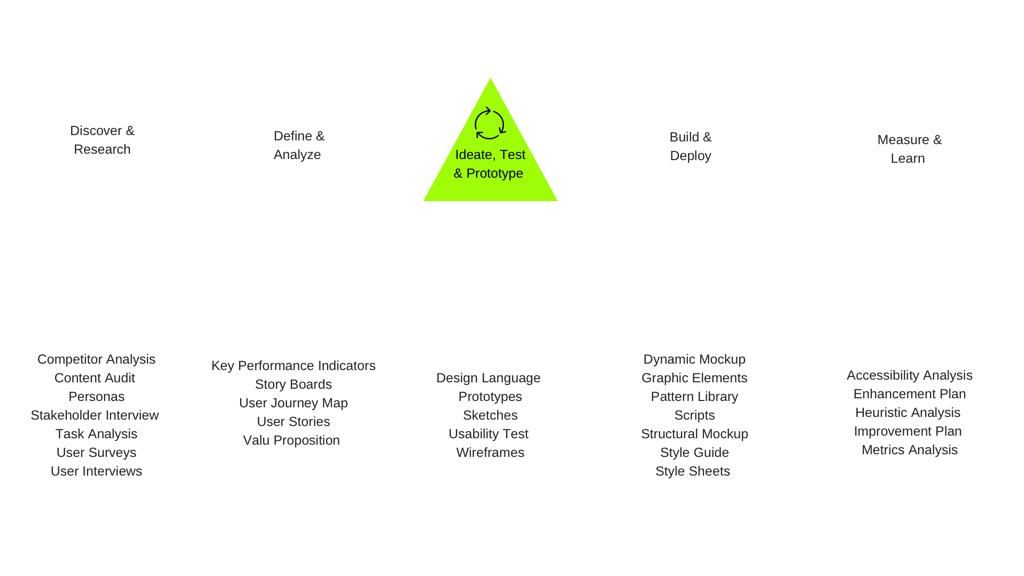 Discover &
Research
Define &
Analyze
Ideate, Test
& Prototype
Build &
Deploy
Measure &
Learn
Competitor Analysis
Content Audit
Personas
Stakeholder Interview
Task Analysis
User Surveys
User Interviews
Key Performance Indicators
Story Boards
User Journey Map
User Stories
Valu Proposition
Design Language
Prototypes
Sketches
Usability Test
Wireframes
Dynamic Mockup
Graphic Elements
Pattern Library
Scripts
Structural Mockup
Style Guide
Style Sheets
Accessibility Analysis
Enhancement Plan
Heuristic Analysis
Improvement Plan
Metrics Analysis